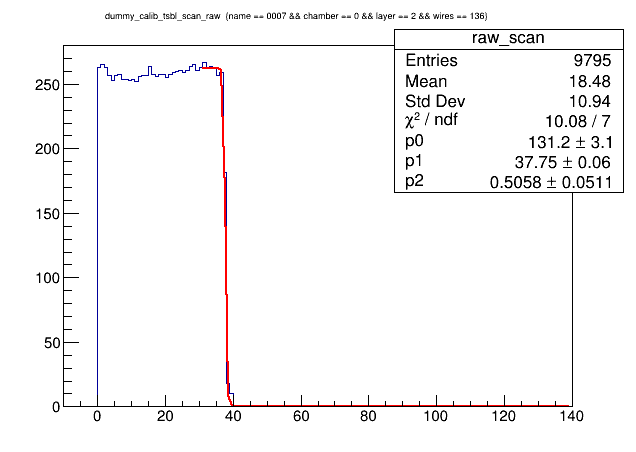 dummy_calib_tsbl_scan_raw (name == 0007 && chamber == 0 && layer == 2 && wires == 136)
raw_scan
Entries 9795
Mean 18.48
Std Dev 10.94
χ² / ndf 10.08 / 7
p0 131.2 ± 3.1
p1 37.75 ± 0.06
p2 0.5058 ± 0.0511
250
200
150
100
50
0
0 20 40 60 80 100 120 140